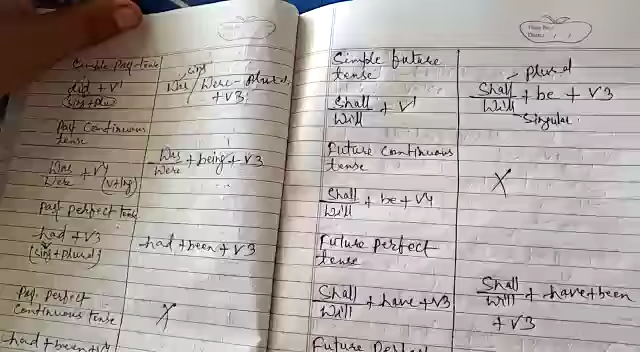 Simple Past tense
did + V1
(sing + plural)
sing
Was / Were - plural
+ V3
Past Continuous
tense
Was
Were + V4
(V+ing)
Was
Were + being + V3
Past perfect tense
had + V3
(sing + plural)
had + been + V3
Past perfect
Continuous tense
X
had + been + V4
Simple future
tense
Shall
Will + V1
plural
Shall
Will + be + V3
Singular
Future continuous
tense
Shall
Will + be + V4
X
Future perfect
tense
Shall
Will + have + V3
Shall
Will + have + been
+ V3
Future Perfect